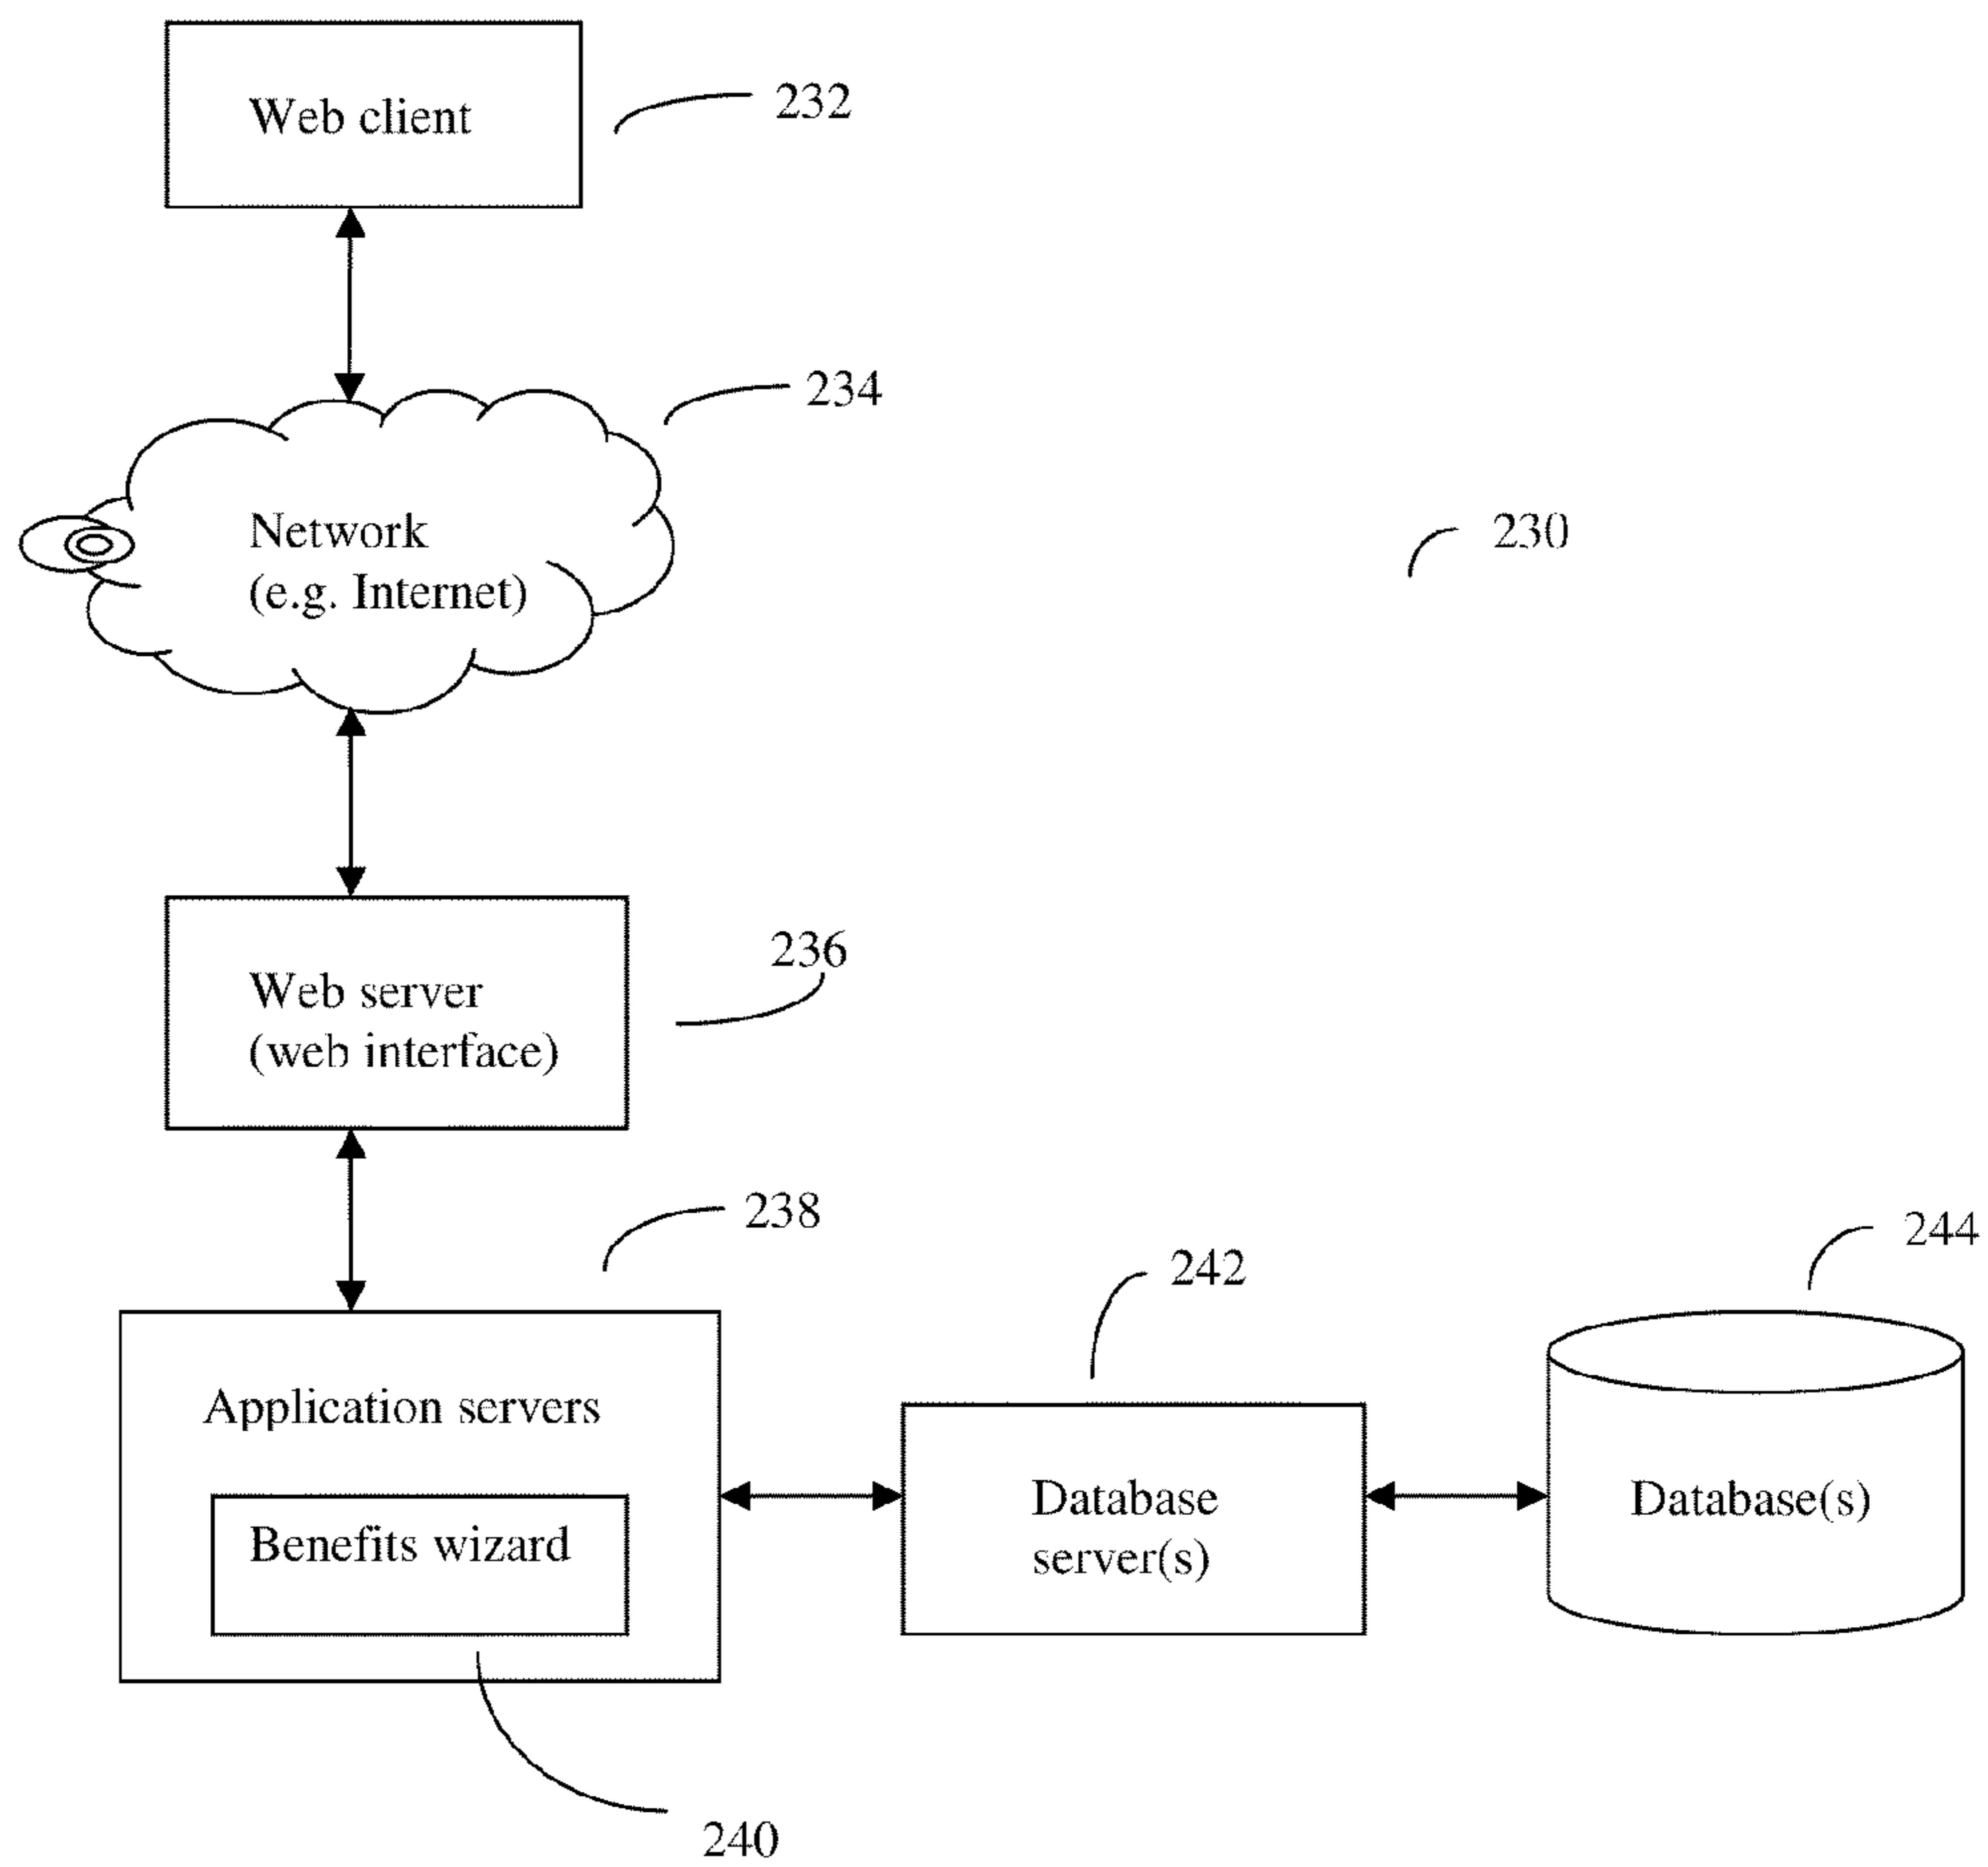 Web client
232
234
Network
(e.g. Internet)
230
236
Web server
(web interface)
238
242
244
Application servers
Benefits wizard
Database
server(s)
Database(s)
240